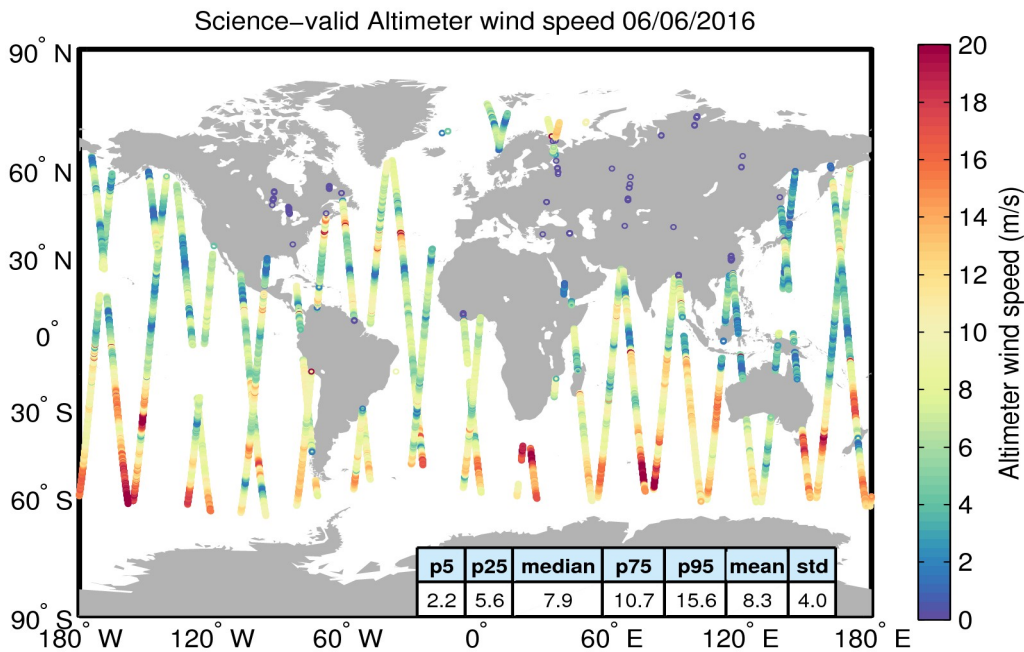 Science−valid Altimeter wind speed 06/06/2016
90° N
60° N
30° N
0°
30° S
60° S
90° S
180° W
120° W
60° W
0°
60° E
120° E
180° E
p5 p25 median p75 p95 mean std
2.2 5.6 7.9 10.7 15.6 8.3 4.0
20
18
16
14
12
10
8
6
4
2
0
Altimeter wind speed (m/s)